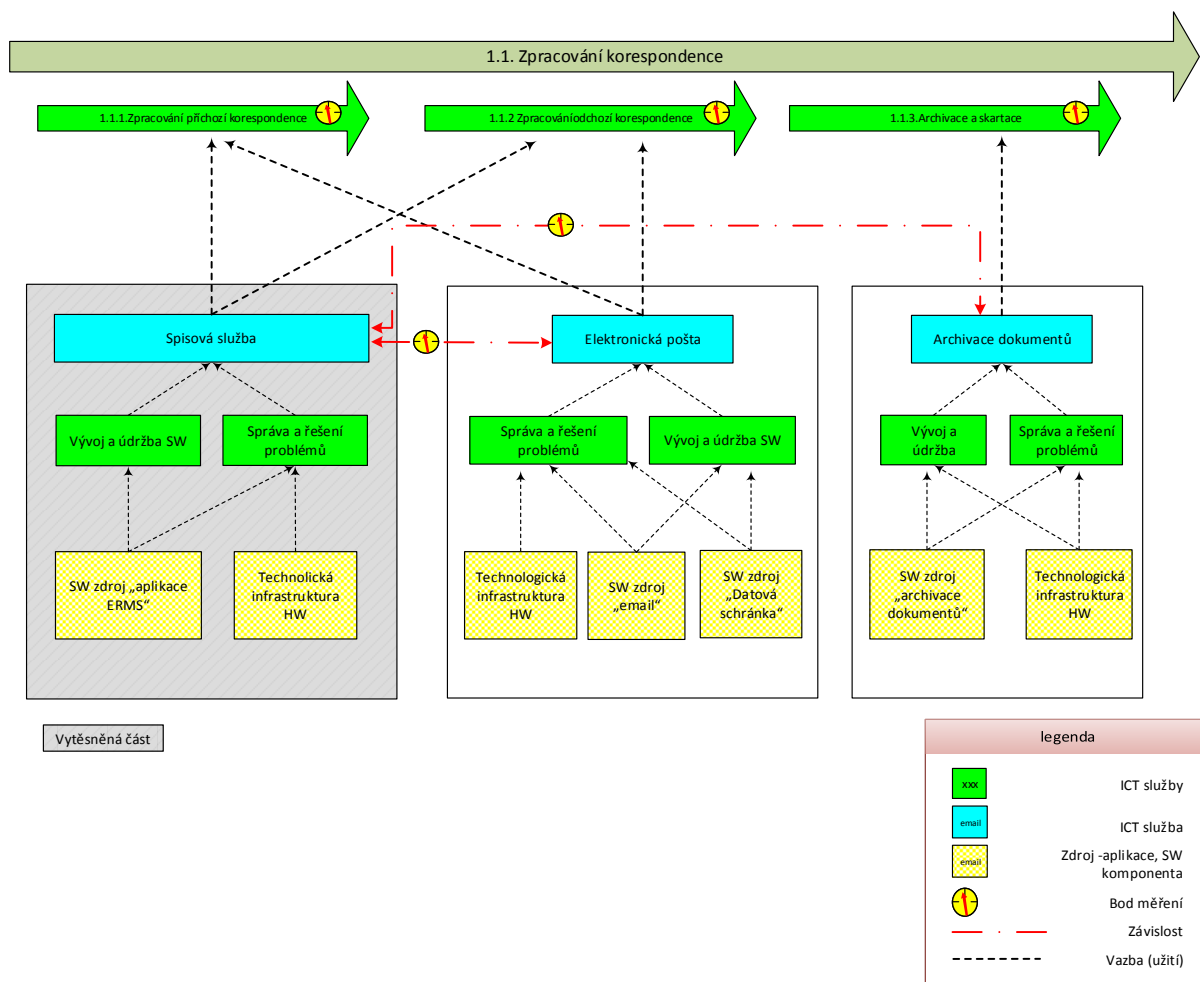 1.1. Zpracování korespondence
1.1.1.Zpracování příchozí korespondence
1.1.2 Zpracováníodchozí korespondence
1.1.3.Archivace a skartace
Spisová služba
Elektronická pošta
Archivace dokumentů
Vývoj a údržba SW
Správa a řešení
problémů
Správa a řešení
problémů
Vývoj a údržba SW
Vývoj a
údržba
Správa a řešení
problémů
SW zdroj „aplikace
ERMS“
Technolická
infrastruktura
HW
Technologická
infrastruktura
HW
SW zdroj
„email“
SW zdroj
„Datová
schránka“
SW zdroj
„archivace
dokumentů“
Technologická
infrastruktura
HW
Vytěsněná část
legenda
xxx
ICT služby
email
ICT služba
email
Zdroj -aplikace, SW
komponenta
Bod měření
Závislost
Vazba (užití)